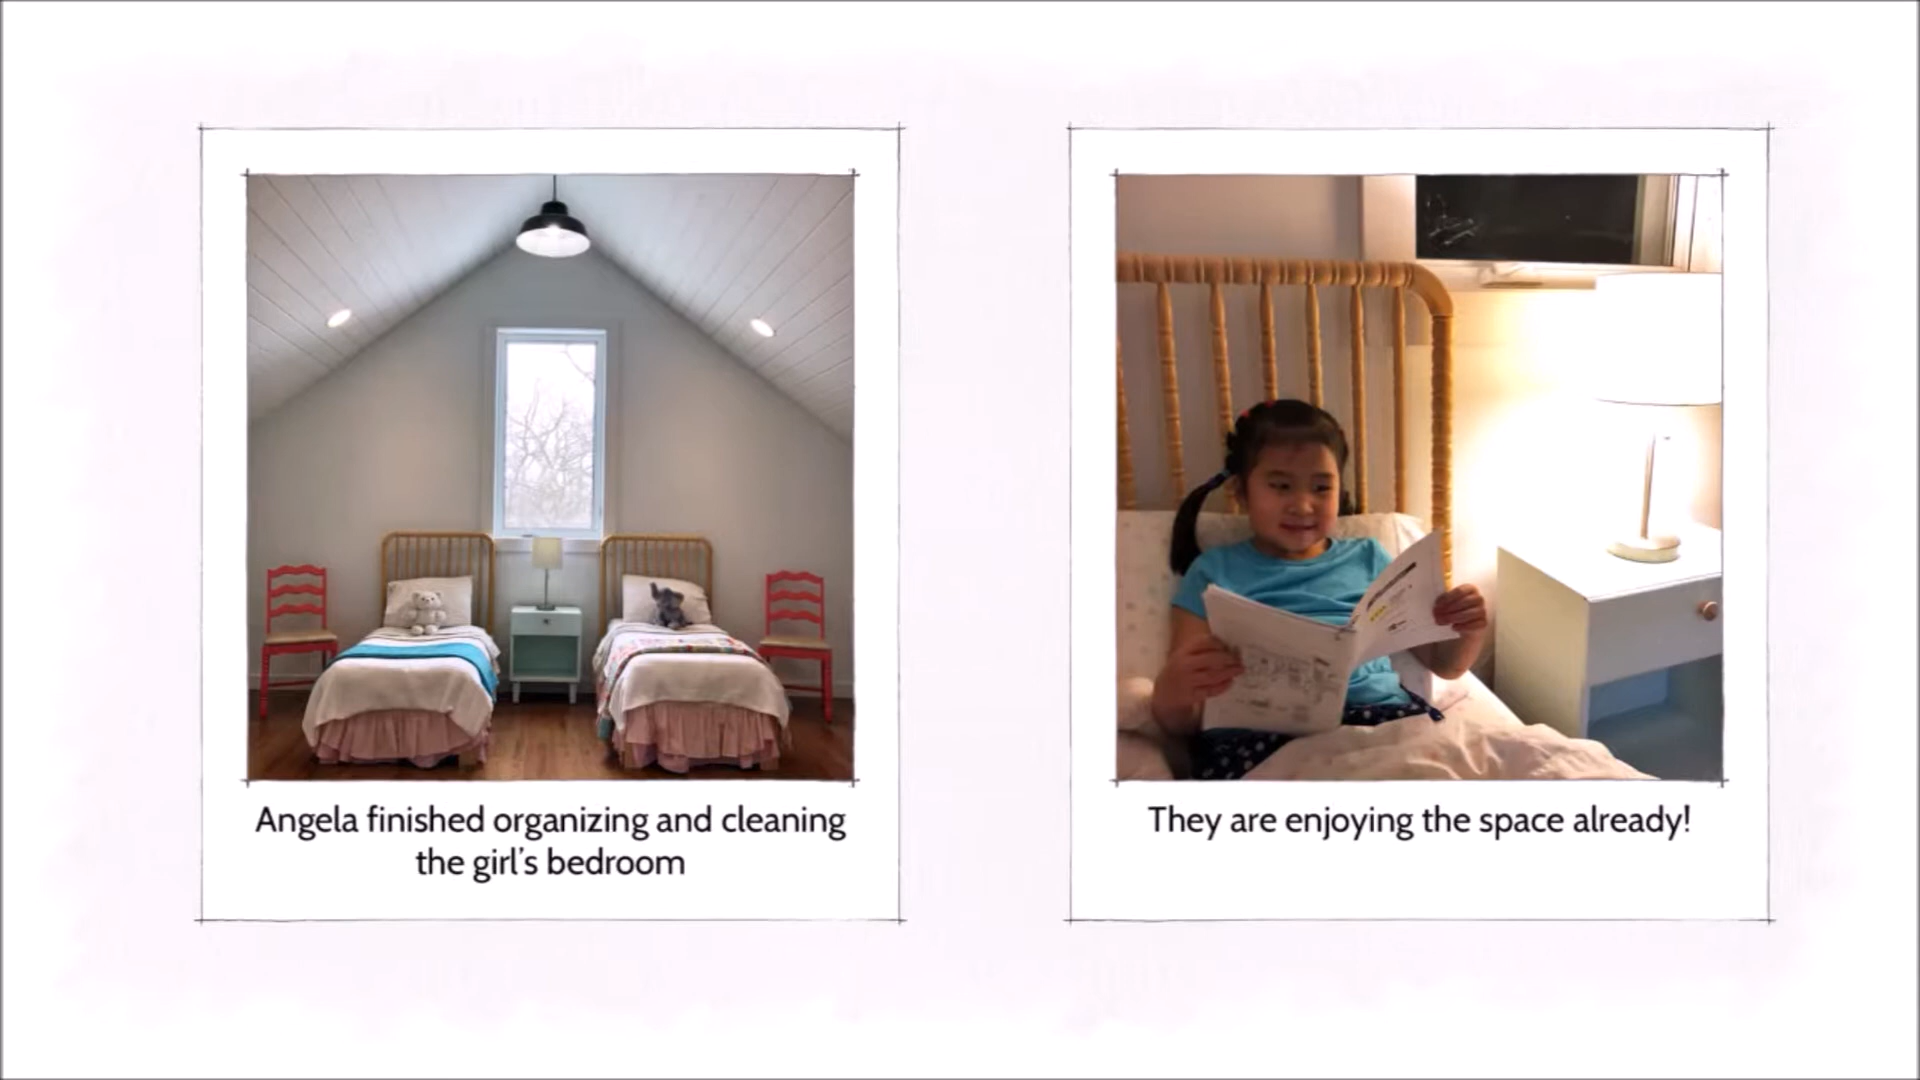 Angela finished organizing and cleaning
the girl's bedroom
They are enjoying the space already!